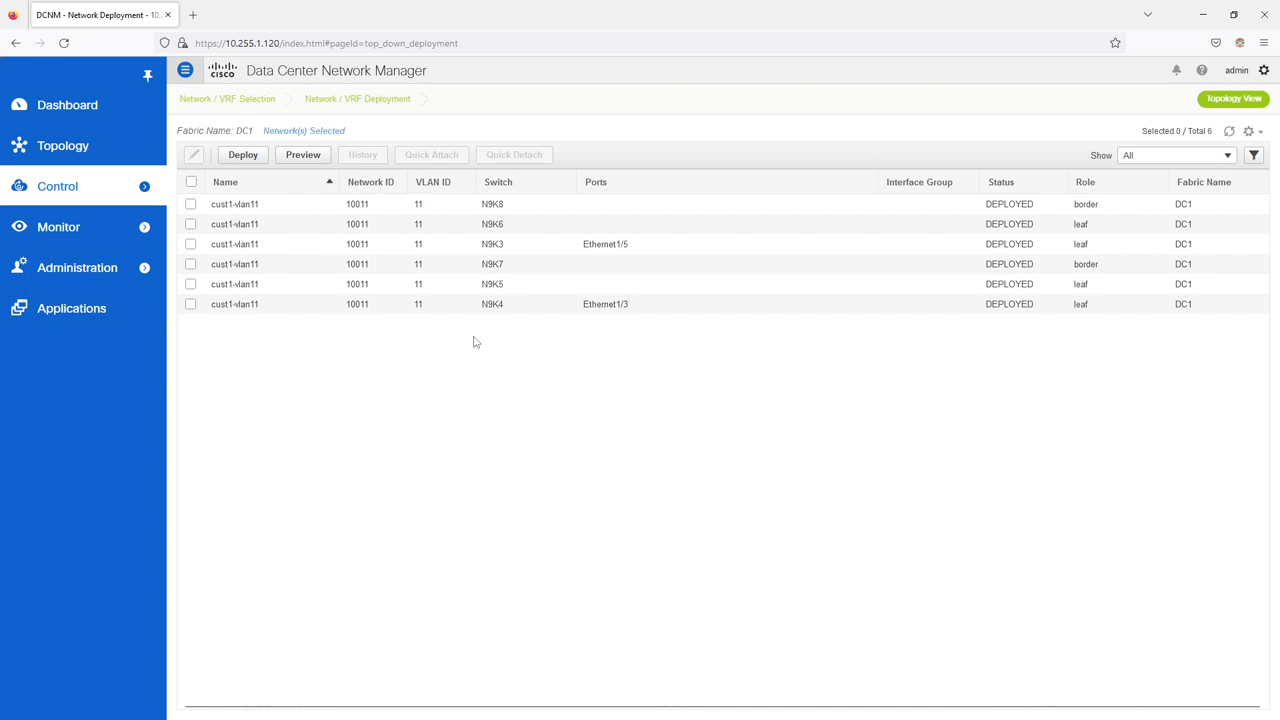 DCNM - Network Deployment - 10.
https://10.255.1.120/index.html#pageId=top_down_deployment
CISCO Data Center Network Manager admin
Dashboard
Topology
Control
Monitor
Administration
Applications
Network / VRF Selection Network / VRF Deployment Topology View
Fabric Name: DC1 Network(s) Selected Selected 0 / Total 6
Deploy Preview History Quick Attach Quick Detach Show All
Name Network ID VLAN ID Switch Ports Interface Group Status Role Fabric Name
cust1-vlan11 10011 11 N9K8 DEPLOYED border DC1
cust1-vlan11 10011 11 N9K6 DEPLOYED leaf DC1
cust1-vlan11 10011 11 N9K3 Ethernet1/5 DEPLOYED leaf DC1
cust1-vlan11 10011 11 N9K7 DEPLOYED border DC1
cust1-vlan11 10011 11 N9K5 DEPLOYED leaf DC1
cust1-vlan11 10011 11 N9K4 Ethernet1/3 DEPLOYED leaf DC1